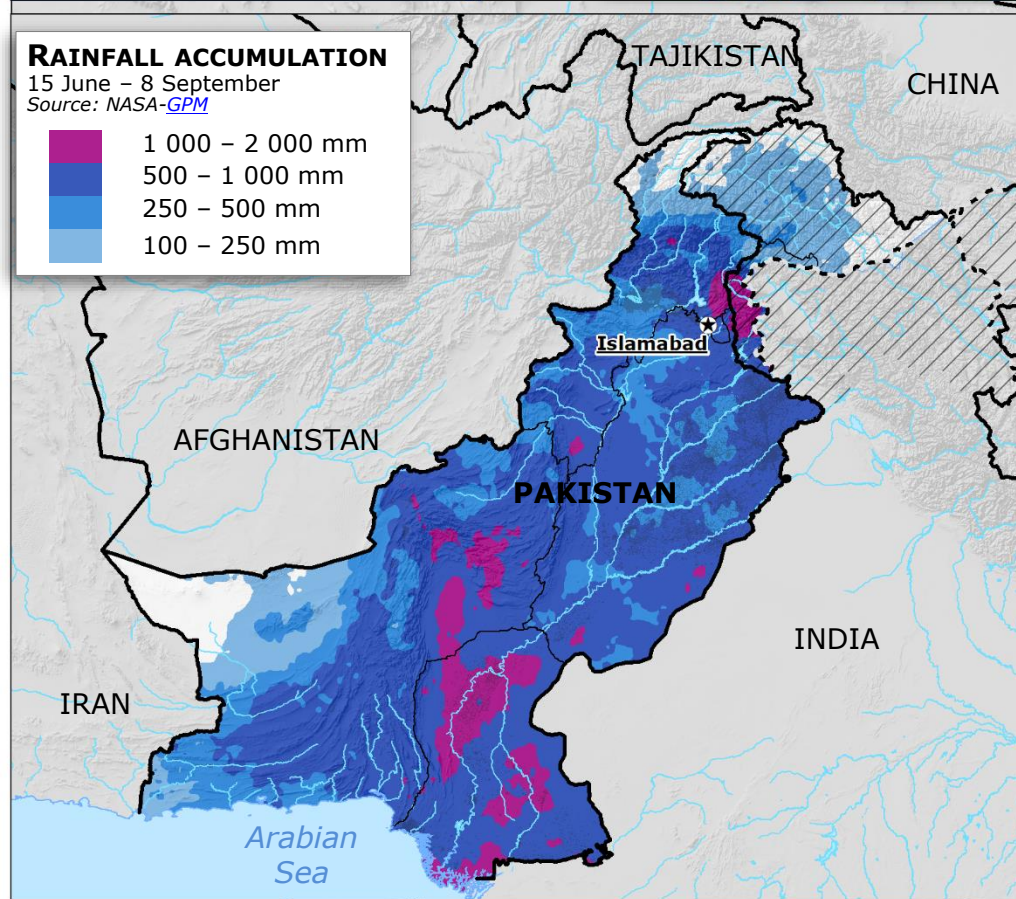 RAINFALL ACCUMULATION
15 June – 8 September
Source: NASA-GPM
1 000 – 2 000 mm
500 – 1 000 mm
250 – 500 mm
100 – 250 mm
TAJIKISTAN
CHINA
Islamabad
AFGHANISTAN
PAKISTAN
INDIA
IRAN
Arabian
Sea